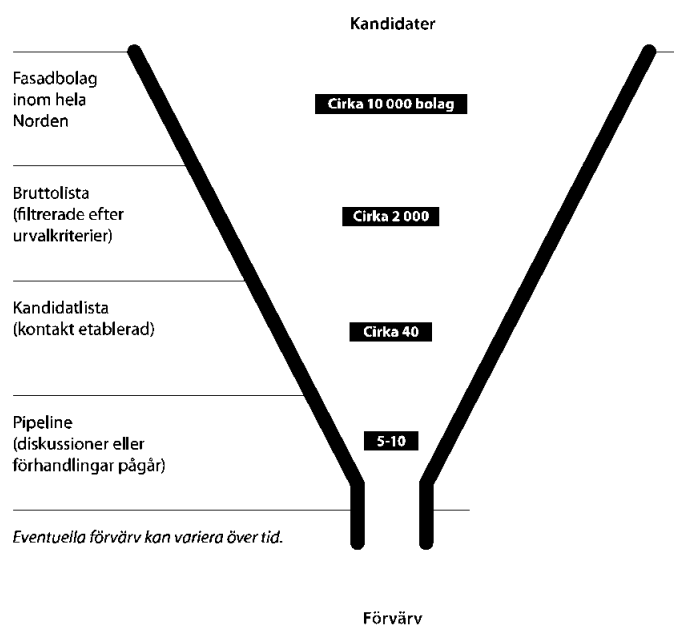 Kandidater
Fasadbolag
inom hela
Norden
Cirka 10 000 bolag
Bruttolista
(filtrerade efter
urvalkriterier)
Cirka 2 000
Kandidatlista
(kontakt etablerad)
Cirka 40
Pipeline
(diskussioner eller
förhandlingar pågår)
5-10
Eventuella förvärv kan variera över tid.
Förvärv